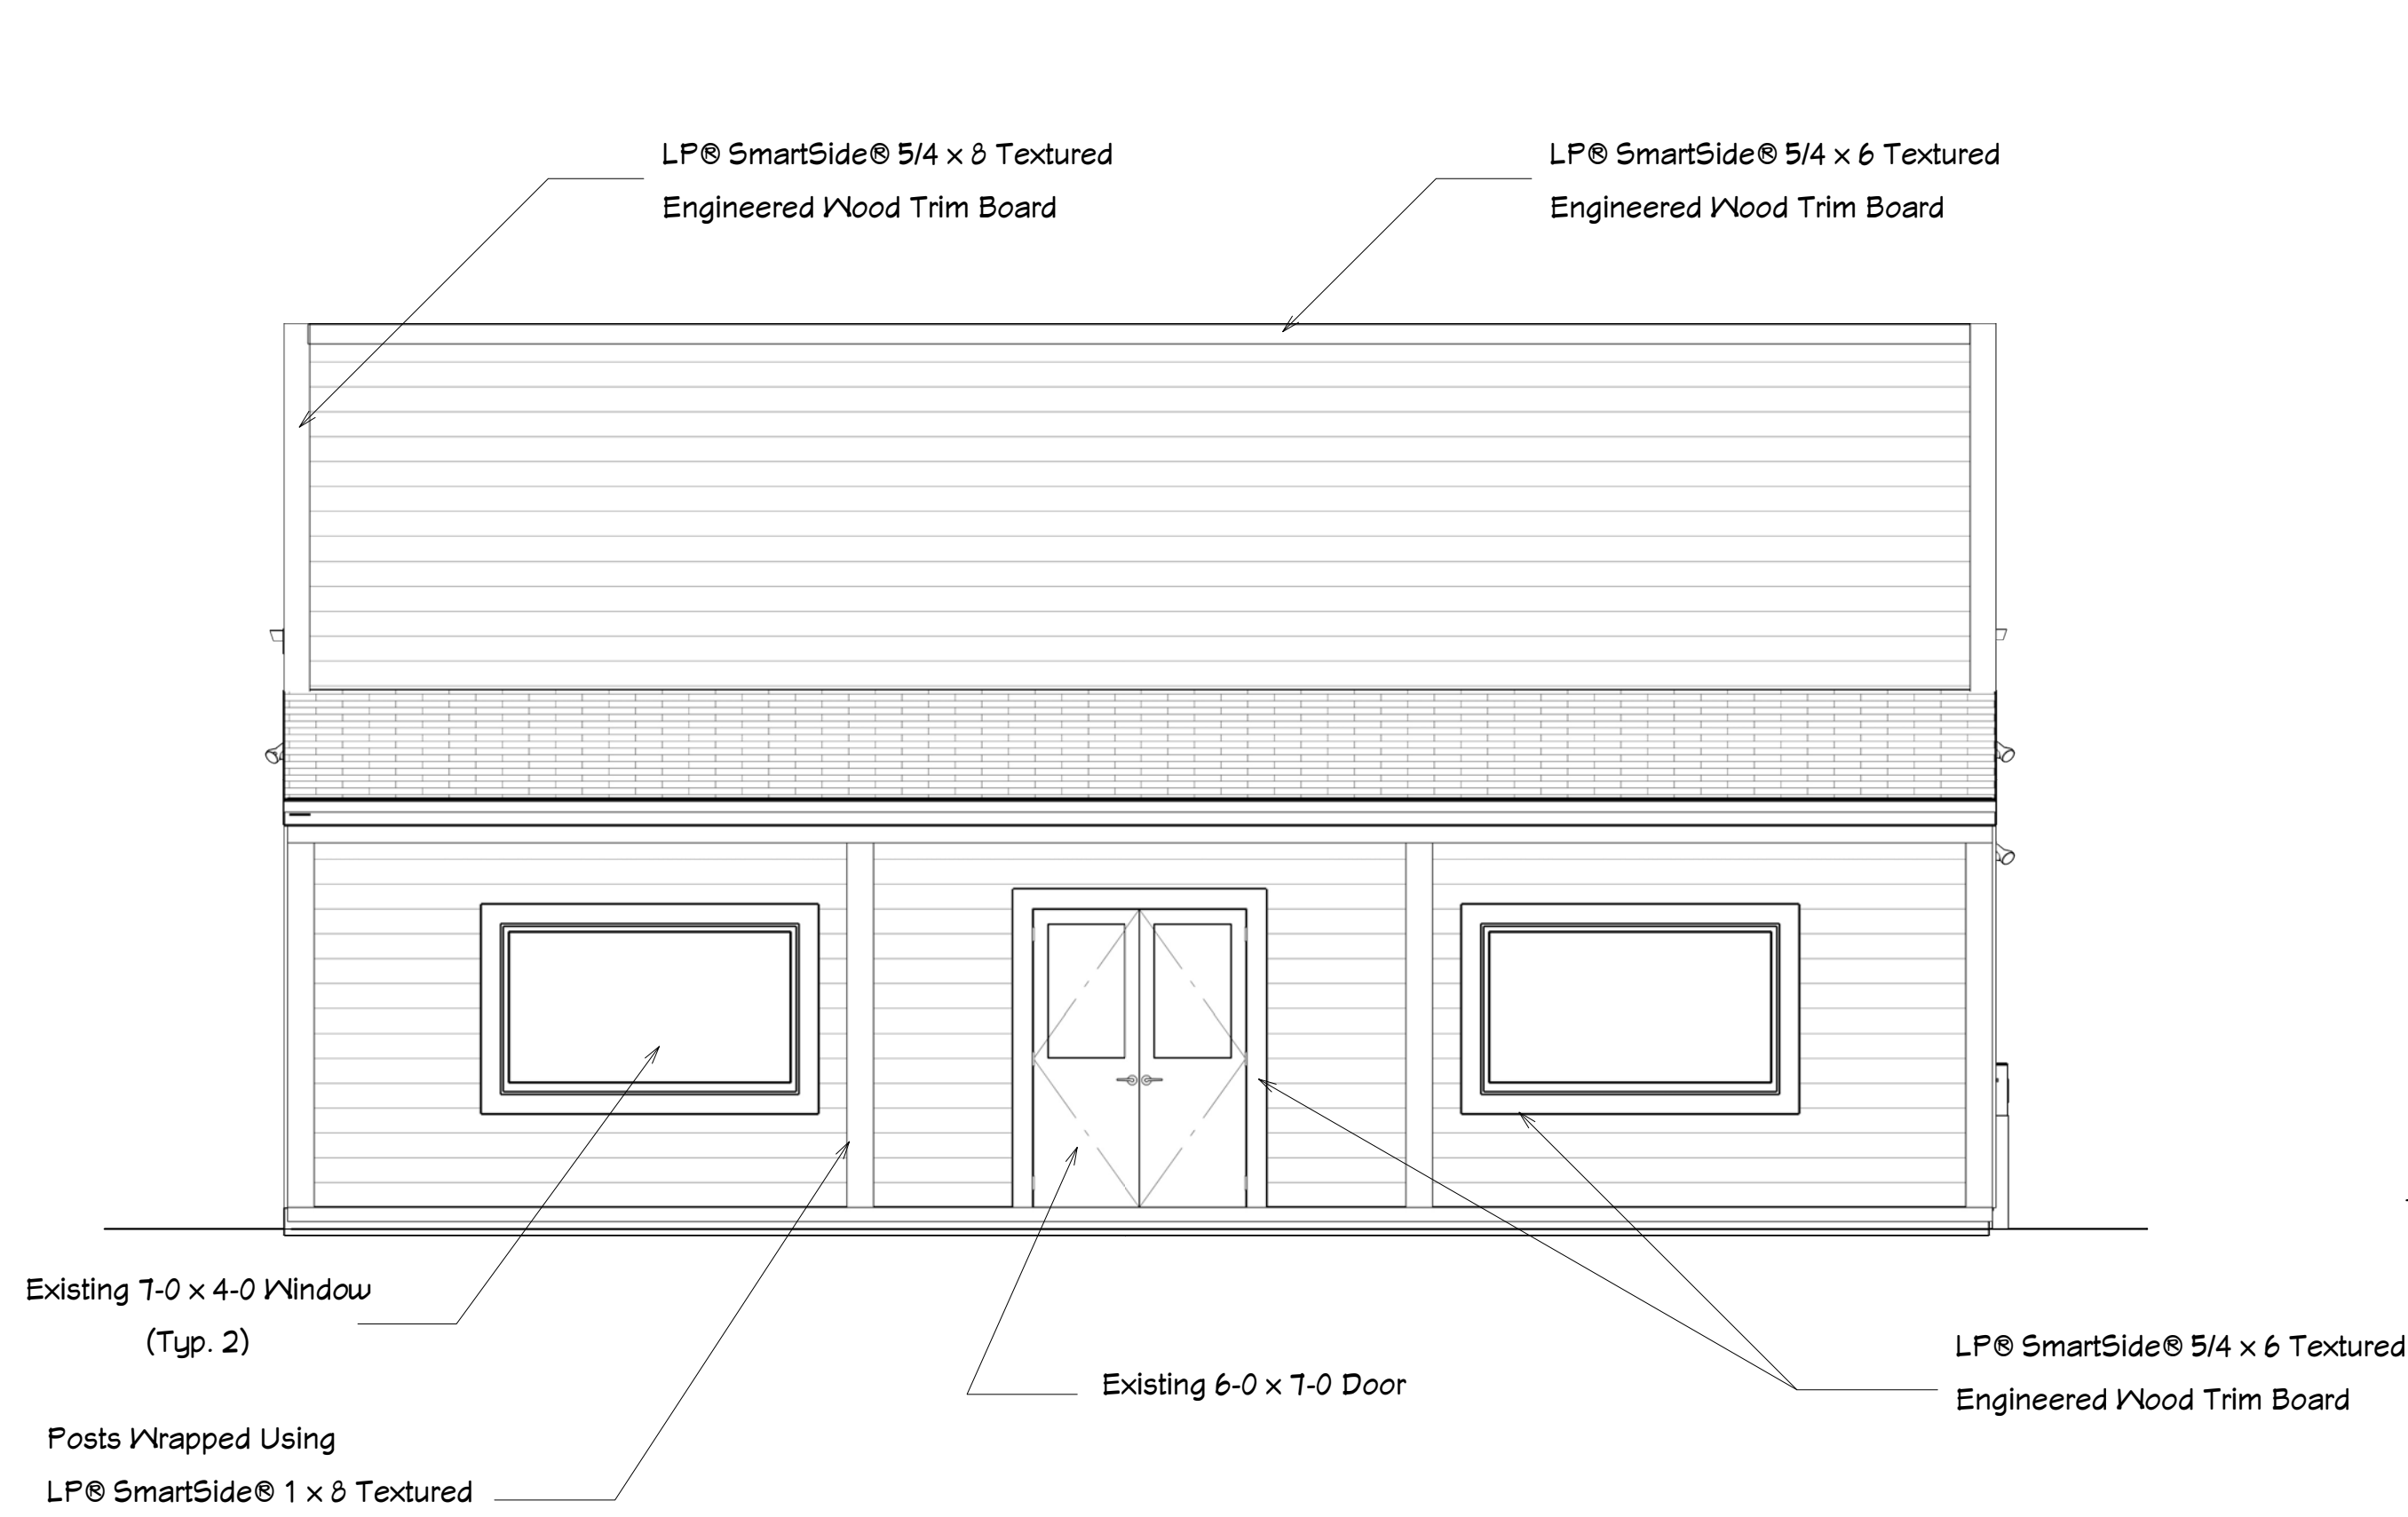 LP® SmartSide® 5/4 x 8 Textured
Engineered Wood Trim Board
LP® SmartSide® 5/4 x 6 Textured
Engineered Wood Trim Board
Existing 7-0 x 4-0 Window
(Typ. 2)
Posts Wrapped Using
LP® SmartSide® 1 x 8 Textured
Existing 6-0 x 7-0 Door
LP® SmartSide® 5/4 x 6 Textured
Engineered Wood Trim Board